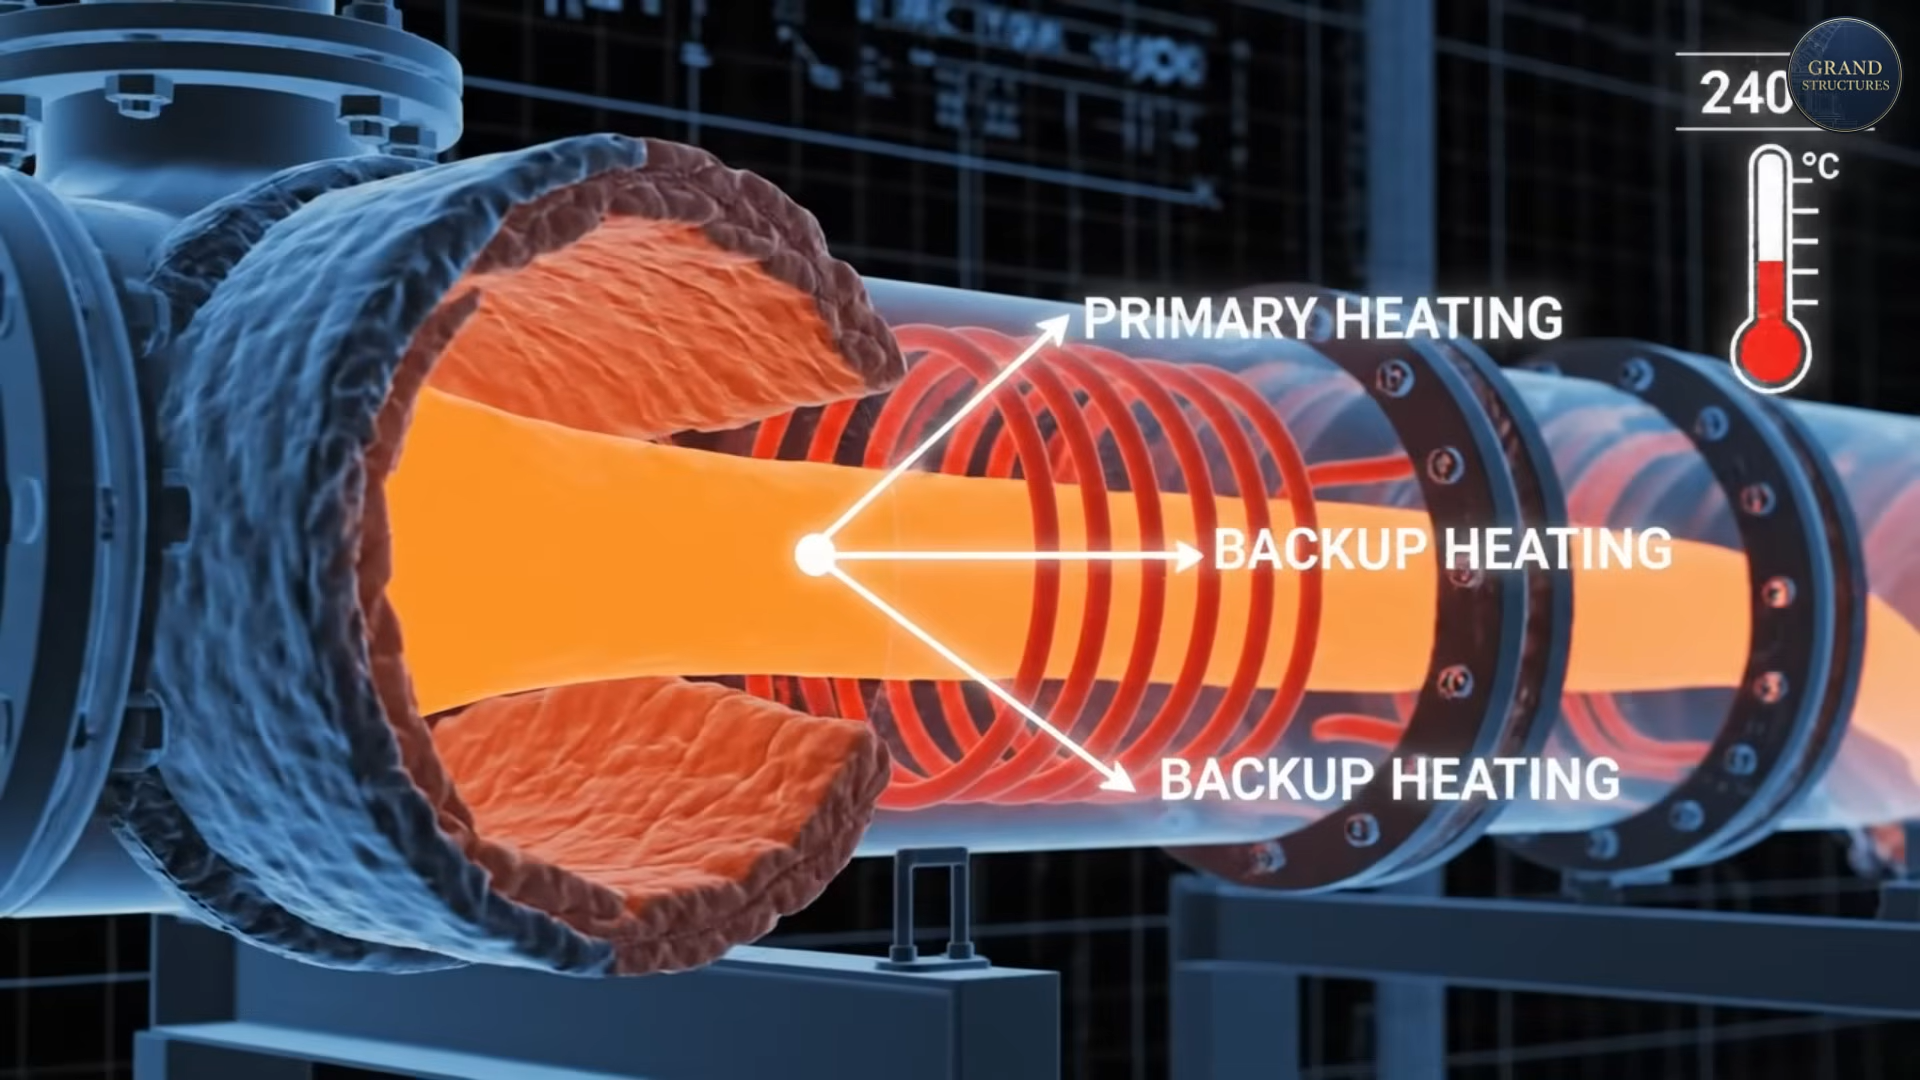 240
GRAND
STRUCTURES
°C
PRIMARY HEATING
BACKUP HEATING
BACKUP HEATING